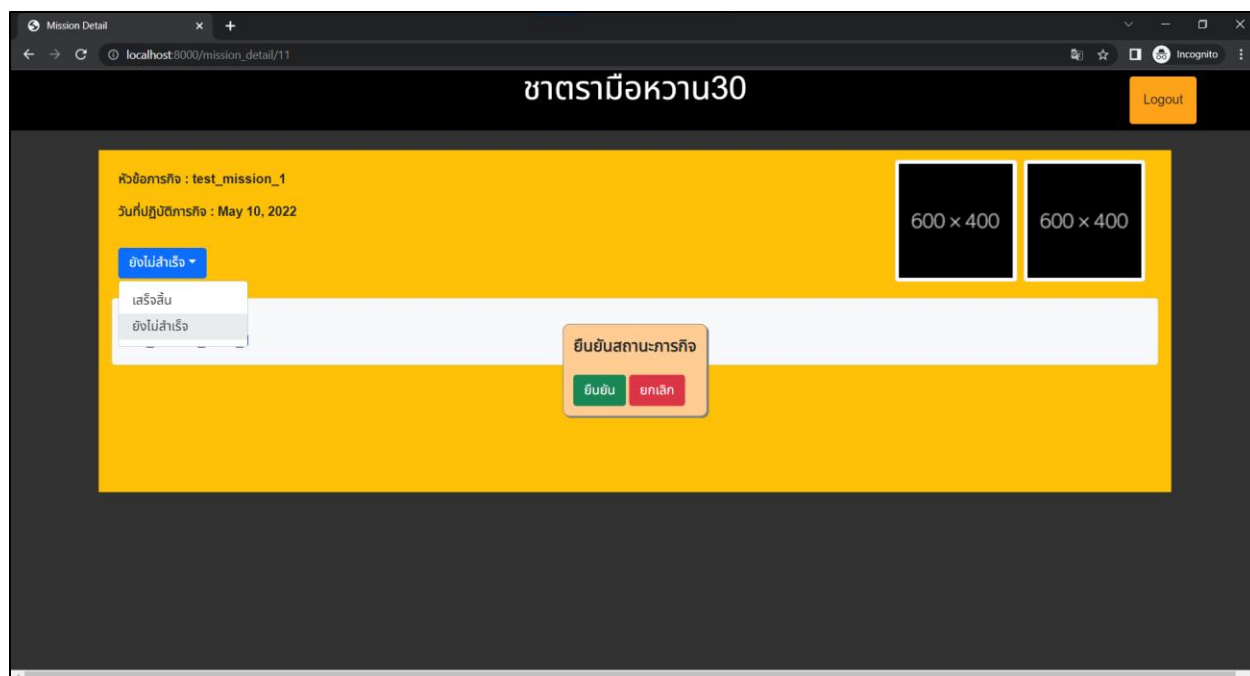 Mission Detail
localhost:8000/mission_detail/11
Incognito
ชาตรามือหวาน30
Logout
หัวข้อภารกิจ : test_mission_1
วันที่ปฏิบัติภารกิจ : May 10, 2022
600 × 400
600 × 400
ยังไม่สำเร็จ
เสร็จสิ้น
ยังไม่สำเร็จ
ยืนยันสถานะภารกิจ
ยืนยัน
ยกเลิก